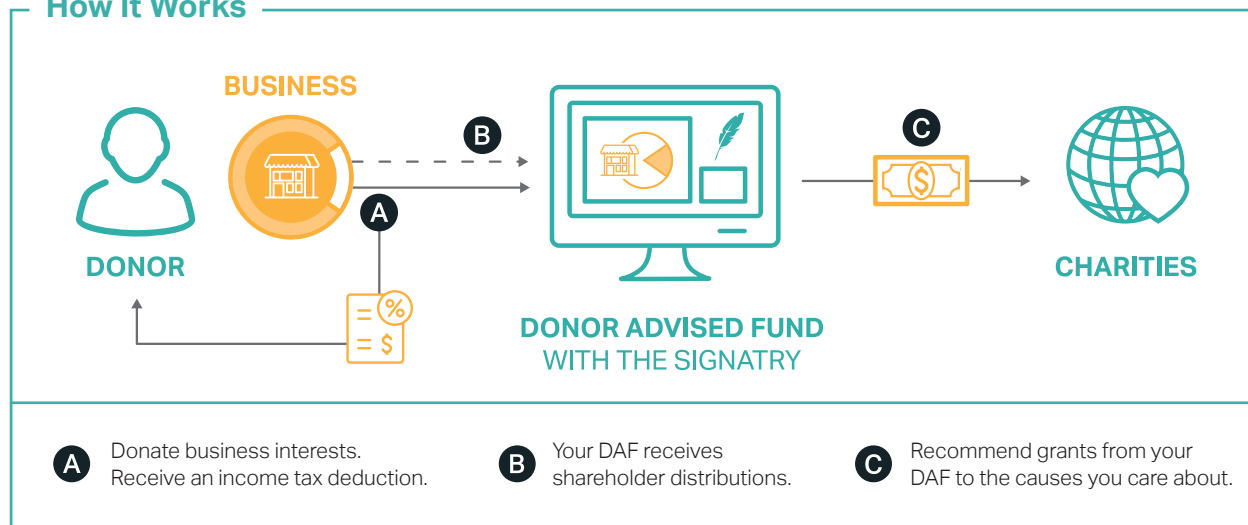 How It Works
BUSINESS
B
C
A
DONOR
CHARITIES
%
$
$
DONOR ADVISED FUND
WITH THE SIGNATRY
A
Donate business interests.
Receive an income tax deduction.
B
Your DAF receives
shareholder distributions.
C
Recommend grants from your
DAF to the causes you care about.